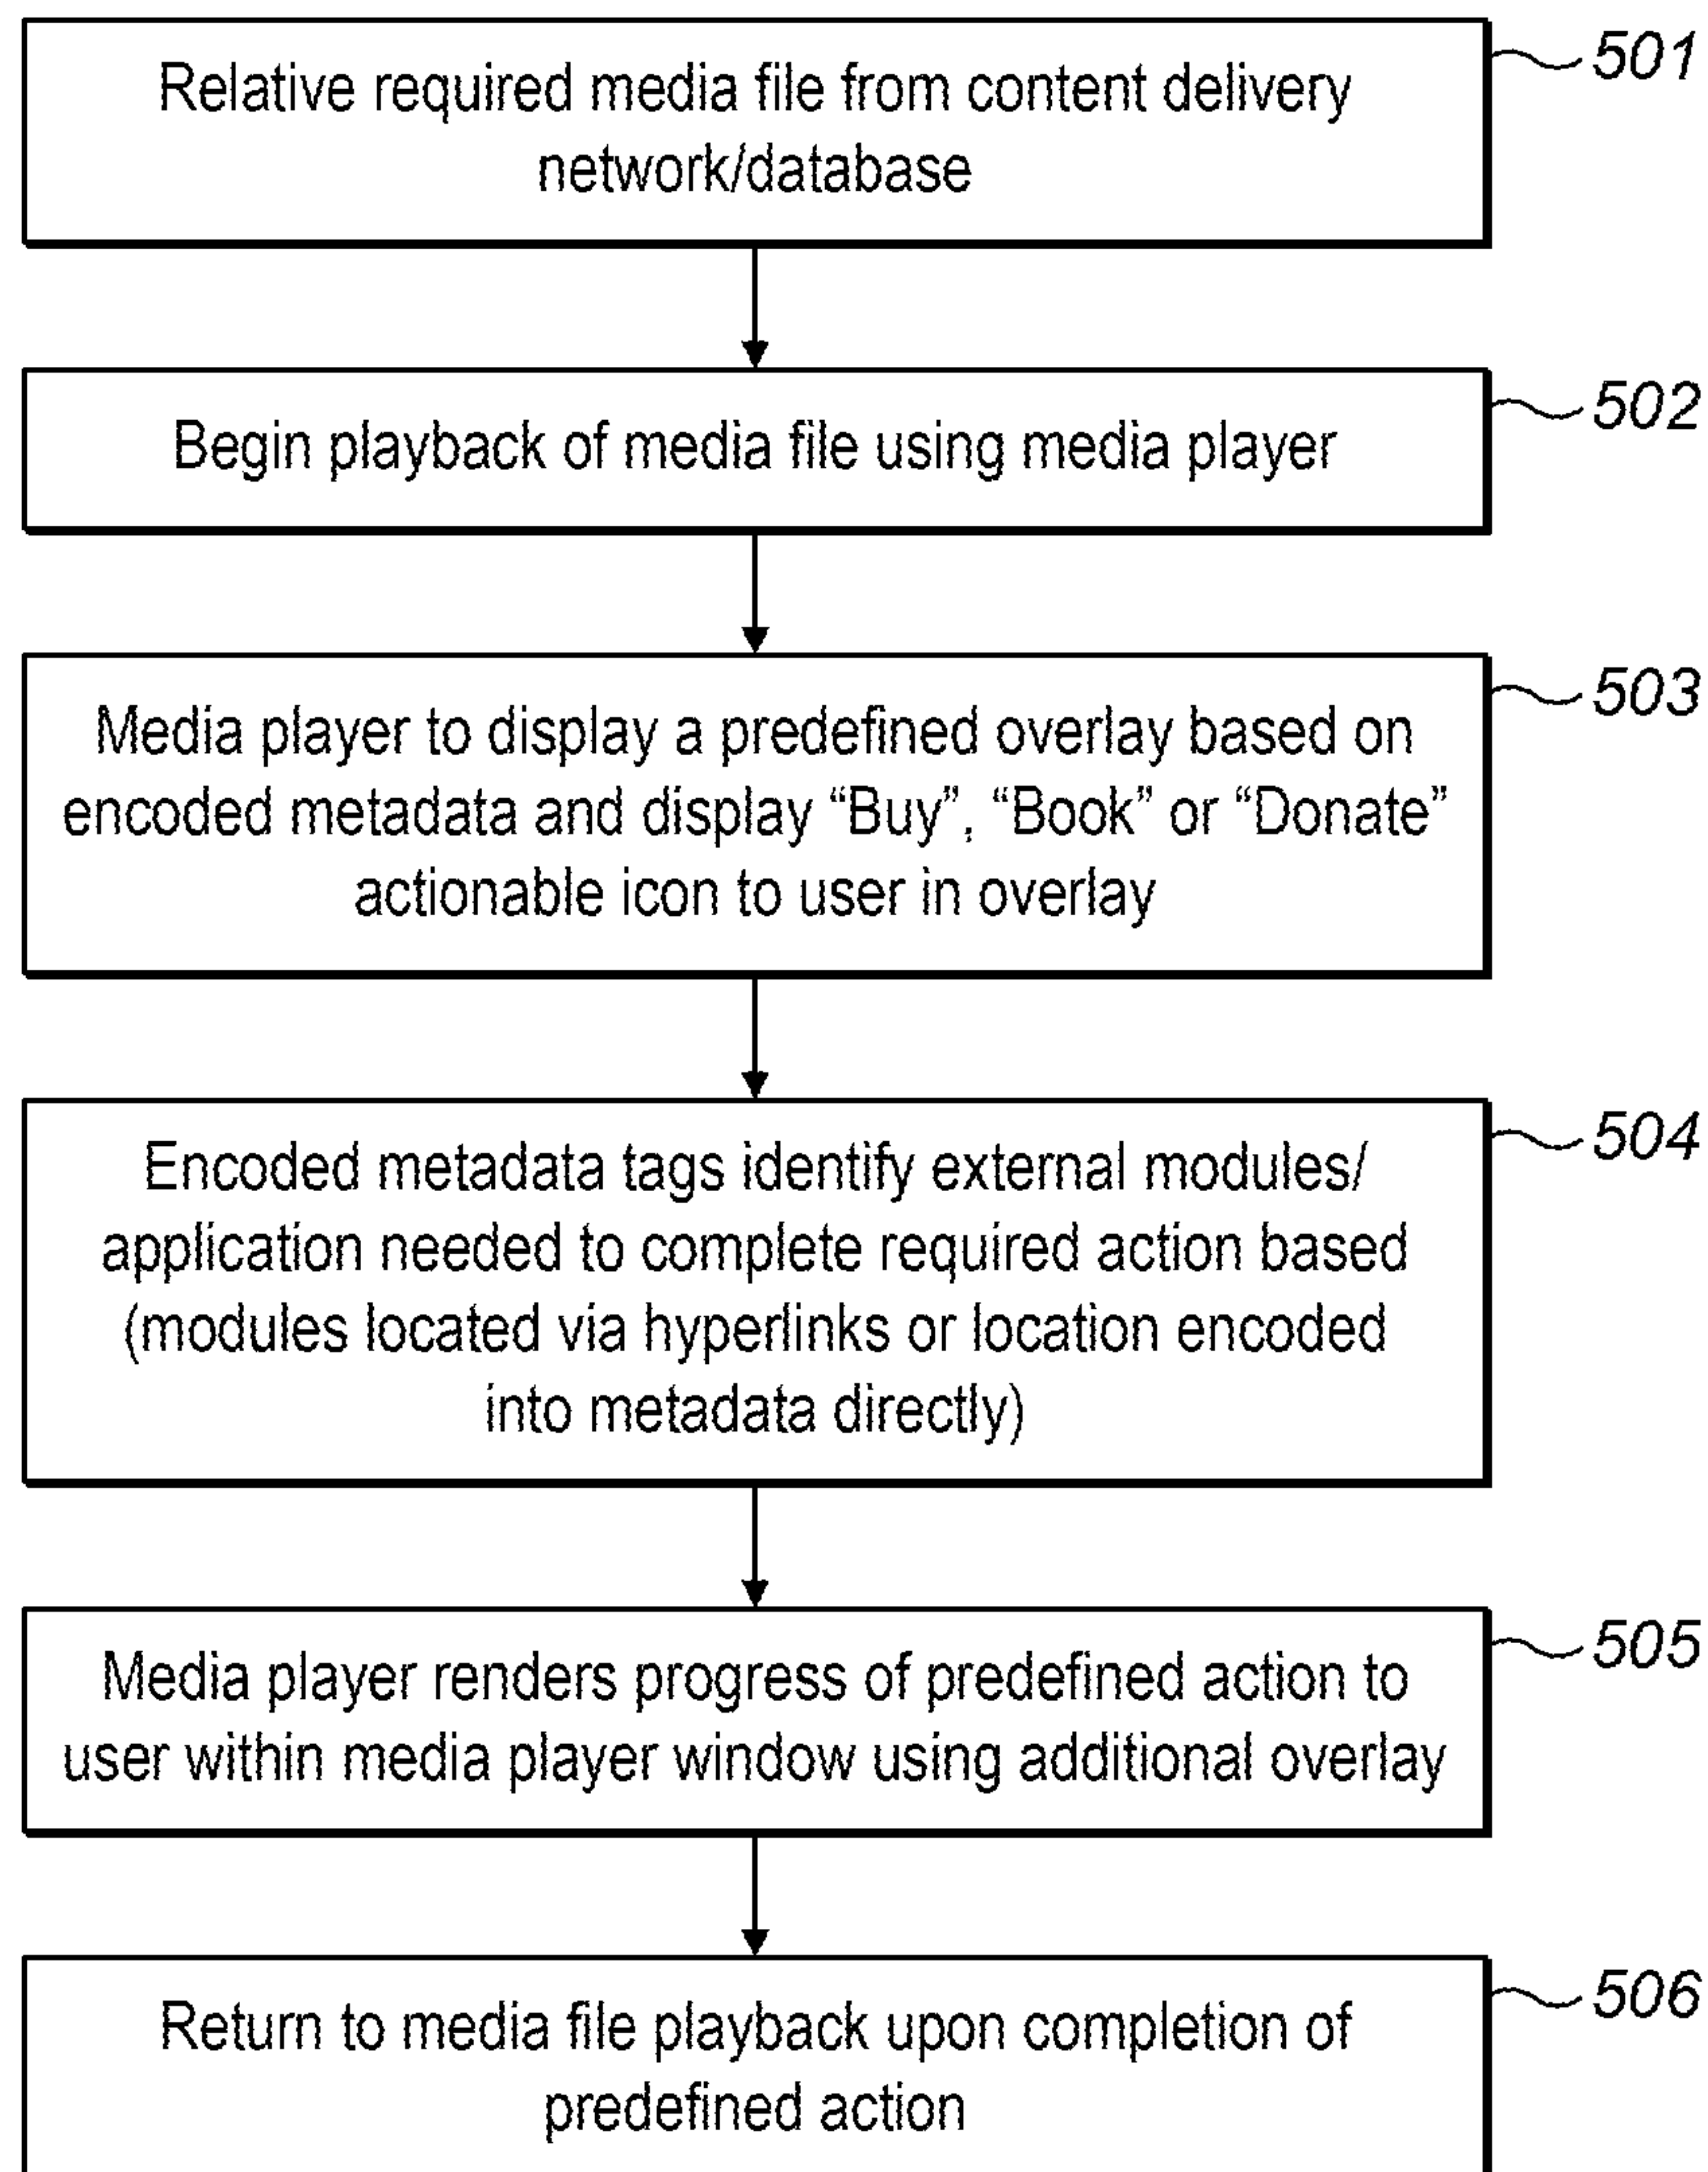 Relative required media file from content delivery
network/database
501
Begin playback of media file using media player
502
Media player to display a predefined overlay based on
encoded metadata and display “Buy”, “Book” or “Donate”
actionable icon to user in overlay
503
Encoded metadata tags identify external modules/
application needed to complete required action based
(modules located via hyperlinks or location encoded
into metadata directly)
504
Media player renders progress of predefined action to
user within media player window using additional overlay
505
Return to media file playback upon completion of
predefined action
506